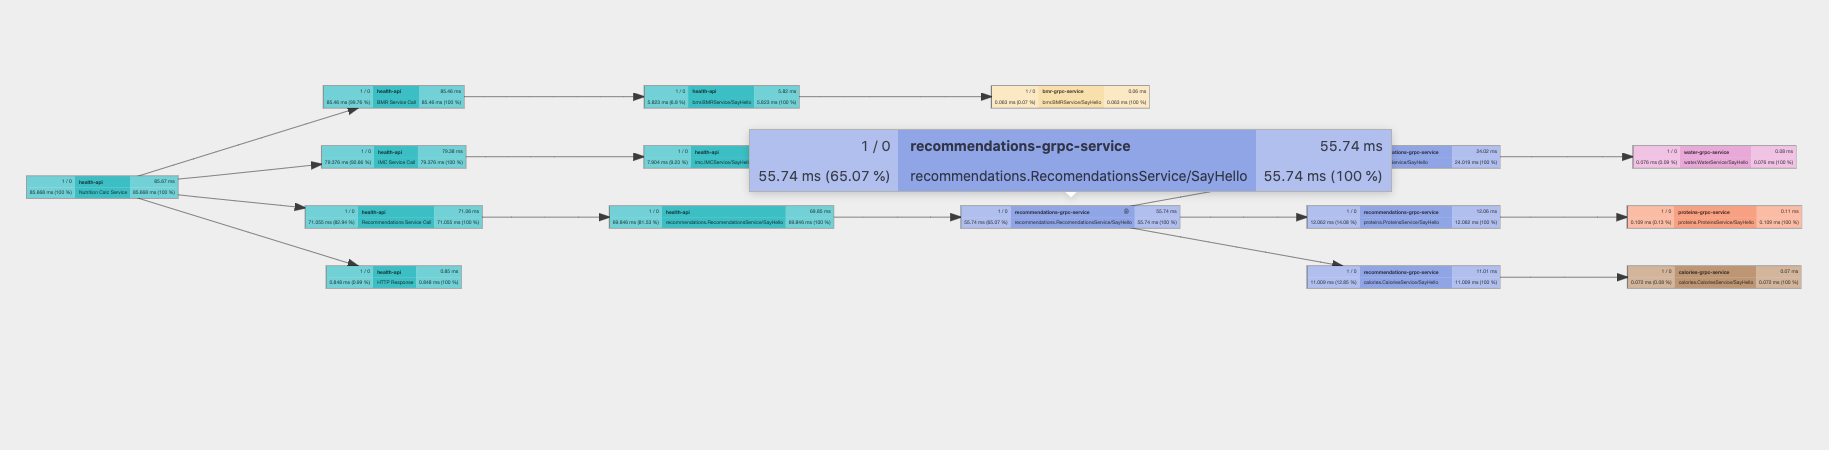 1 / 0 health-api 85.46 ms
85.46 ms (99.76 %) BMR Service Call 85.46 ms (100 %)
1 / 0 health-api 5.82 ms
5.823 ms (6.8 %) bmr.BMRService/SayHello 5.823 ms (100 %)
1 / 0 bmr-grpc-service 0.06 ms
0.063 ms (0.07 %) bmr.BMRService/SayHello 0.063 ms (100 %)
1 / 0 recommendations-grpc-service 55.74 ms
55.74 ms (65.07 %) recommendations.RecomendationsService/SayHello 55.74 ms (100 %)
1 / 0 health-api 79.38 ms
79.376 ms (92.66 %) IMC Service Call 79.376 ms (100 %)
1 / 0 health-api
7.904 ms (9.23 %) imc.IMCService/SayHell
ations-grpc-service 24.02 ms
Service/SayHello 24.019 ms (100 %)
1 / 0 water-grpc-service 0.08 ms
0.076 ms (0.09 %) water.WaterService/SayHello 0.076 ms (100 %)
1 / 0 health-api 85.67 ms
85.668 ms (100 %) Nutrition Calc Service 85.668 ms (100 %)
1 / 0 health-api 71.06 ms
71.055 ms (82.94 %) Recommendations Service Call 71.055 ms (100 %)
1 / 0 health-api 69.85 ms
69.846 ms (81.53 %) recommendations.RecomendationsService/SayHello 69.846 ms (100 %)
1 / 0 recommendations-grpc-service 55.74 ms
55.74 ms (65.07 %) recommendations.RecomendationsService/SayHello 55.74 ms (100 %)
1 / 0 recommendations-grpc-service 12.06 ms
12.062 ms (14.08 %) proteins.ProteinsService/SayHello 12.062 ms (100 %)
1 / 0 proteins-grpc-service 0.11 ms
0.109 ms (0.13 %) proteins.ProteinsService/SayHello 0.109 ms (100 %)
1 / 0 health-api 0.85 ms
0.848 ms (0.99 %) HTTP Response 0.848 ms (100 %)
1 / 0 recommendations-grpc-service 11.01 ms
11.009 ms (12.85 %) calories.CaloriesService/SayHello 11.009 ms (100 %)
1 / 0 calories-grpc-service 0.07 ms
0.072 ms (0.08 %) calories.CaloriesService/SayHello 0.072 ms (100 %)